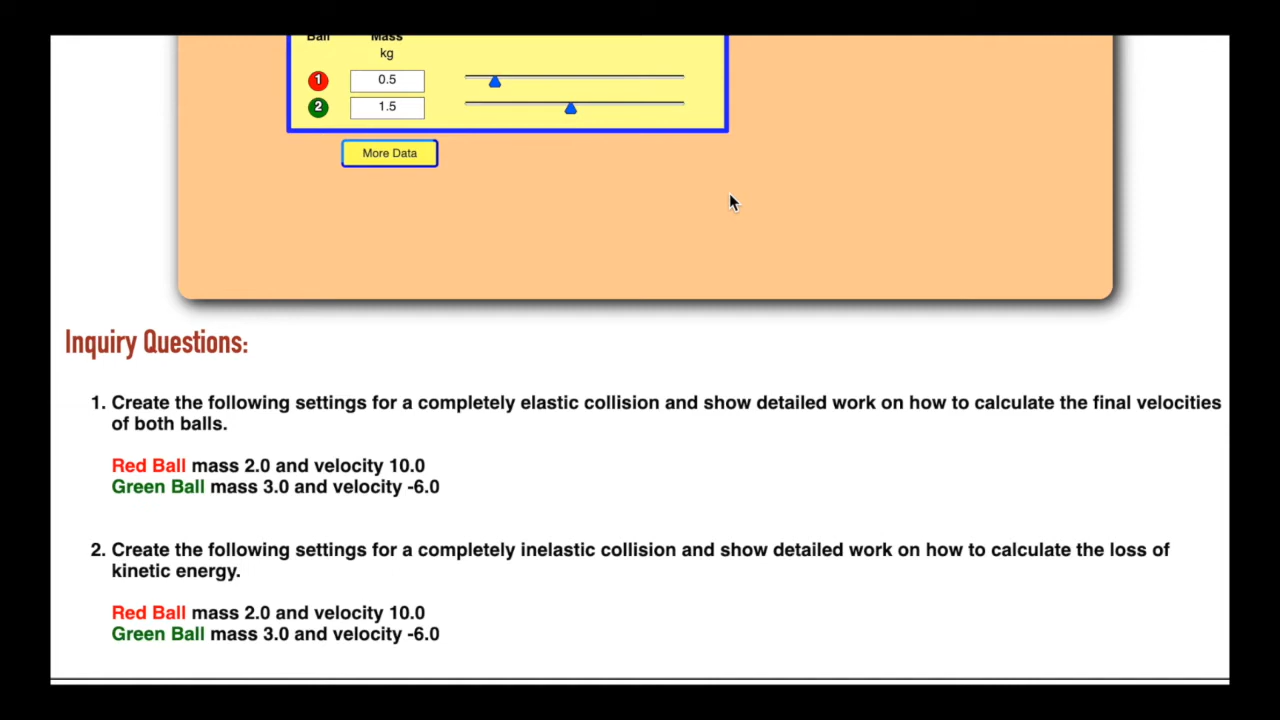 Ball Mass
kg
1 0.5
2 1.5
More Data
Inquiry Questions:
1. Create the following settings for a completely elastic collision and show detailed work on how to calculate the final velocities
of both balls.
Red Ball mass 2.0 and velocity 10.0
Green Ball mass 3.0 and velocity -6.0
2. Create the following settings for a completely inelastic collision and show detailed work on how to calculate the loss of
kinetic energy.
Red Ball mass 2.0 and velocity 10.0
Green Ball mass 3.0 and velocity -6.0